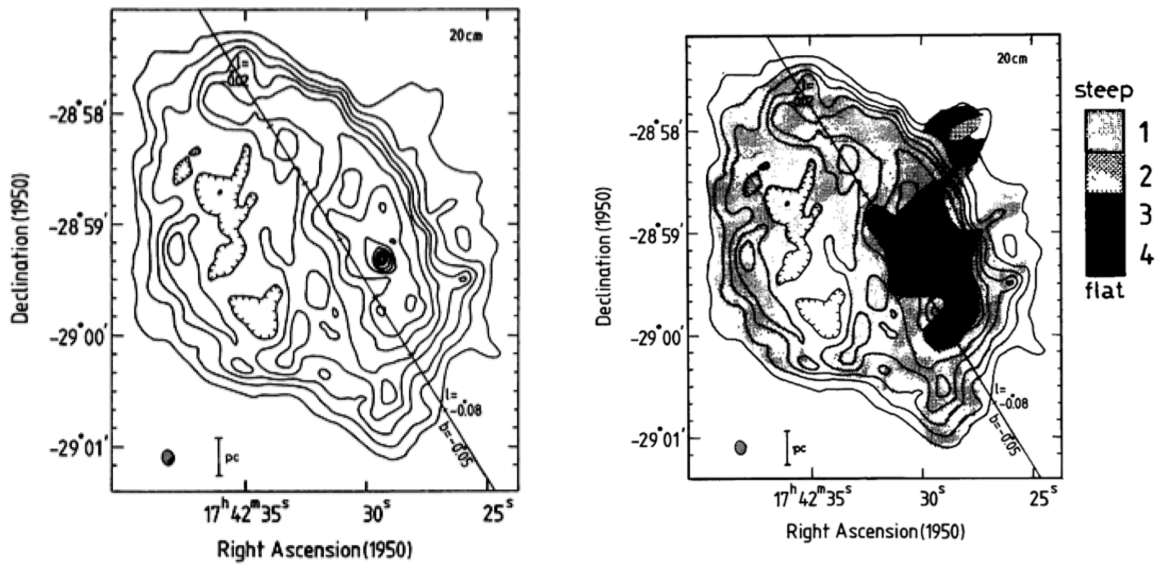 20cm
l=
0.02
-28°58'
-28°59'
-29°00'
-29°01'
Declination (1950)
l=
-0.°08
b=-0.°05
pc
17ʰ42ᵐ35ˢ
30ˢ
25ˢ
Right Ascension (1950)
20cm
l=
-28°58'
-28°59'
-29°00'
-29°01'
Declination (1950)
l=
-0.°08
b=-0.°05
pc
17ʰ42ᵐ35ˢ
30ˢ
25ˢ
Right Ascension (1950)
steep
1
2
3
4
flat